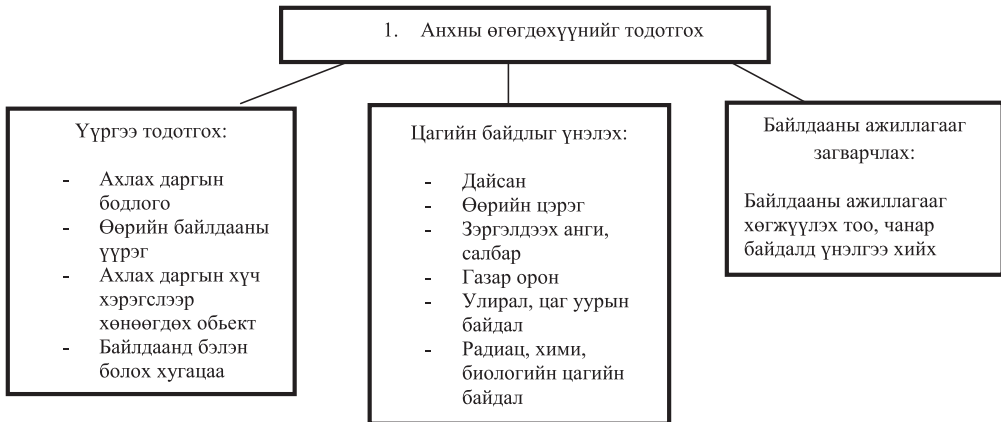 1. Анхны өгөгдөхүүнийг тодотгох
Үүргээ тодотгох:
- Ахлах даргын
бодлого
- Өөрийн байлдааны
үүрэг
- Ахлах даргын хүч
хэрэгслээр
хөнөөгдөх обьект
- Байлдаанд бэлэн
болох хугацаа
Цагийн байдлыг үнэлэх:
- Дайсан
- Өөрийн цэрэг
- Зэргэлдээх анги,
салбар
- Газар орон
- Улирал, цаг уурын
байдал
- Радиац, хими,
биологийн цагийн
байдал
Байлдааны ажиллагааг
загварчлах:
Байлдааны ажиллагааг
хөгжүүлэх тоо, чанар
байдалд үнэлгээ хийх